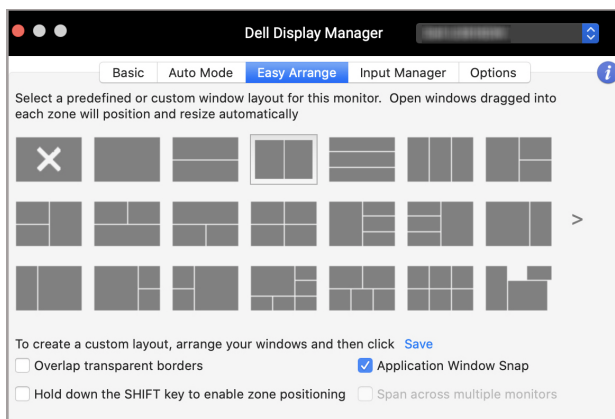 Dell Display Manager
Basic Auto Mode Easy Arrange Input Manager Options
Select a predefined or custom window layout for this monitor. Open windows dragged into
each zone will position and resize automatically
To create a custom layout, arrange your windows and then click Save
Overlap transparent borders Application Window Snap
Hold down the SHIFT key to enable zone positioning Span across multiple monitors